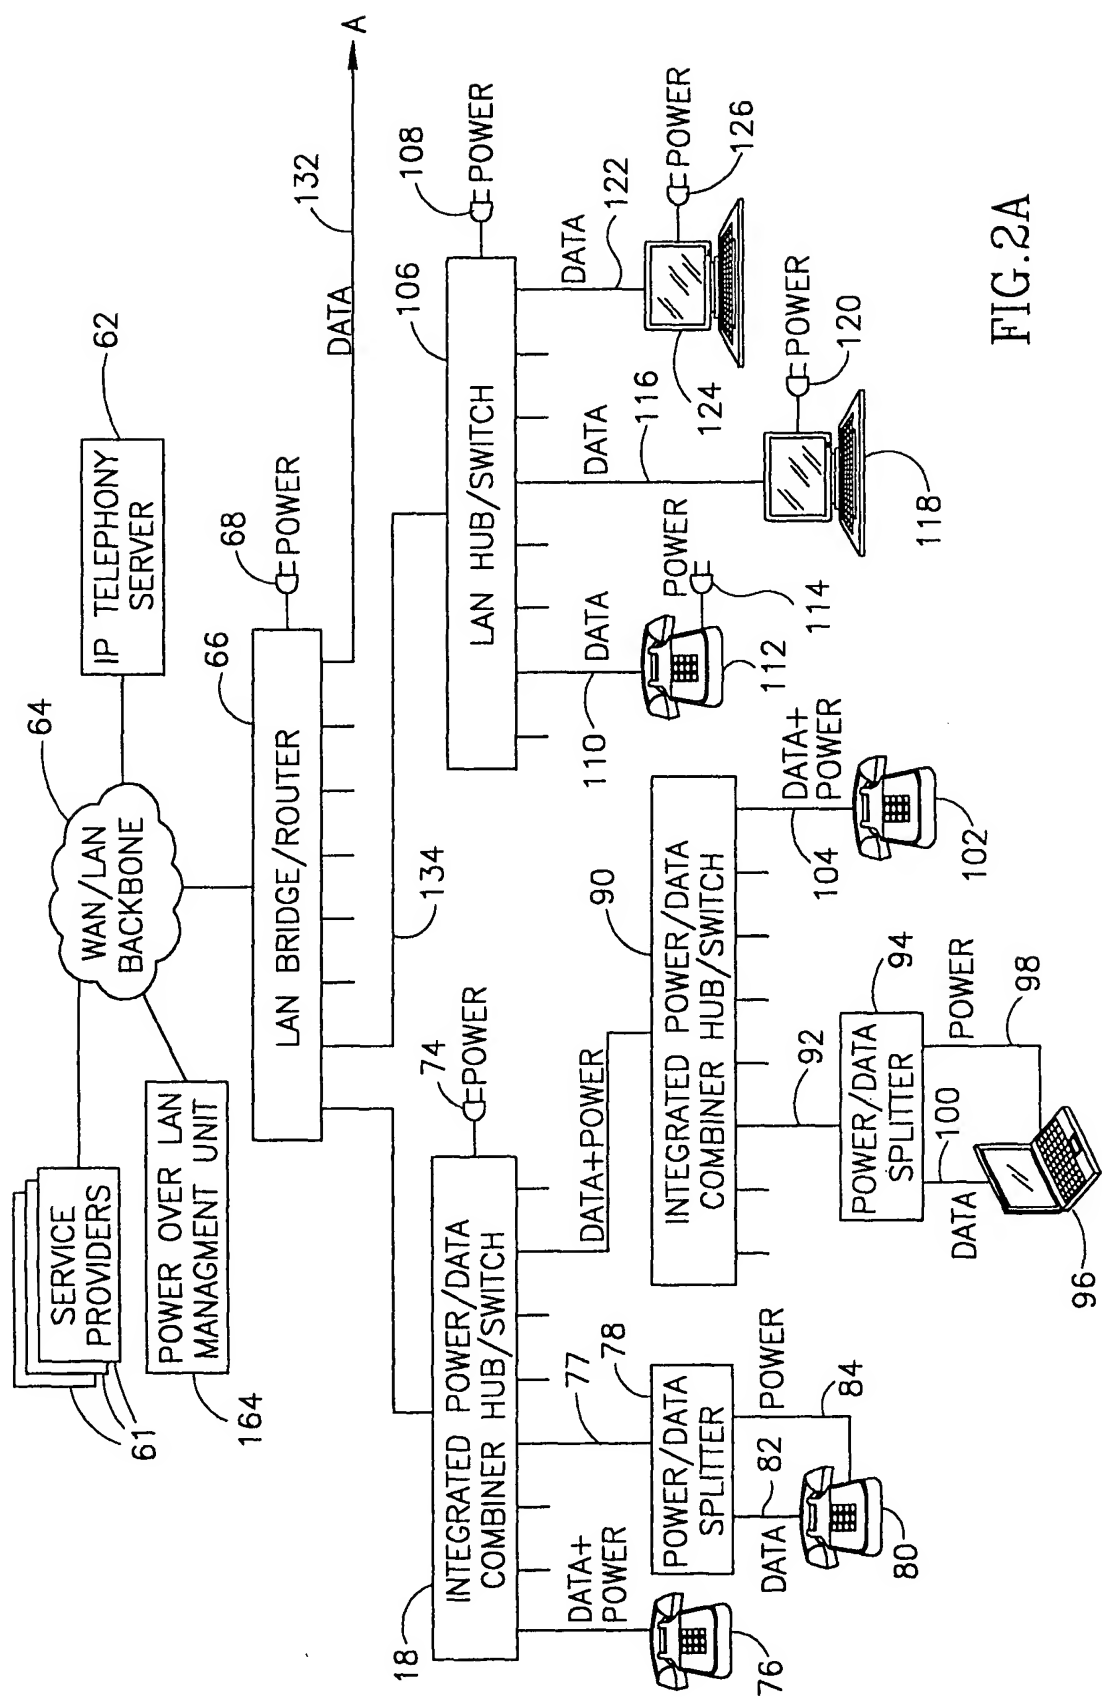 SERVICE
PROVIDERS
61
POWER OVER LAN
MANAGMENT UNIT
164
WAN/LAN
BACKBONE
64
IP TELEPHONY
SERVER
62
LAN BRIDGE/ROUTER
66
68
POWER
DATA
132
A
134
18
INTEGRATED POWER/DATA
COMBINER HUB/SWITCH
74
POWER
LAN HUB/SWITCH
106
108
POWER
DATA+
POWER
76
77
POWER/DATA
SPLITTER
78
DATA
82
POWER
84
80
DATA+POWER
INTEGRATED POWER/DATA
COMBINER HUB/SWITCH
90
92
POWER/DATA
SPLITTER
94
DATA
100
POWER
98
96
DATA+
POWER
104
102
DATA
110
112
POWER
114
DATA
116
118
POWER
120
DATA
122
124
POWER
126
FIG.2A